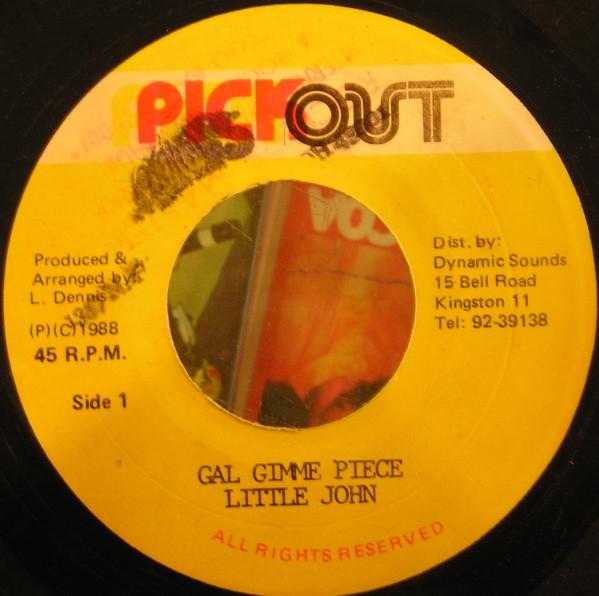 PICKOUT
Produced &
Arranged by:
L. Dennis
(P)(C)1988
45 R.P.M.
Side 1
Dist. by:
Dynamic Sounds
15 Bell Road
Kingston 11
Tel: 92-39138
GAL GIMME PIECE
LITTLE JOHN
ALL RIGHTS RESERVED